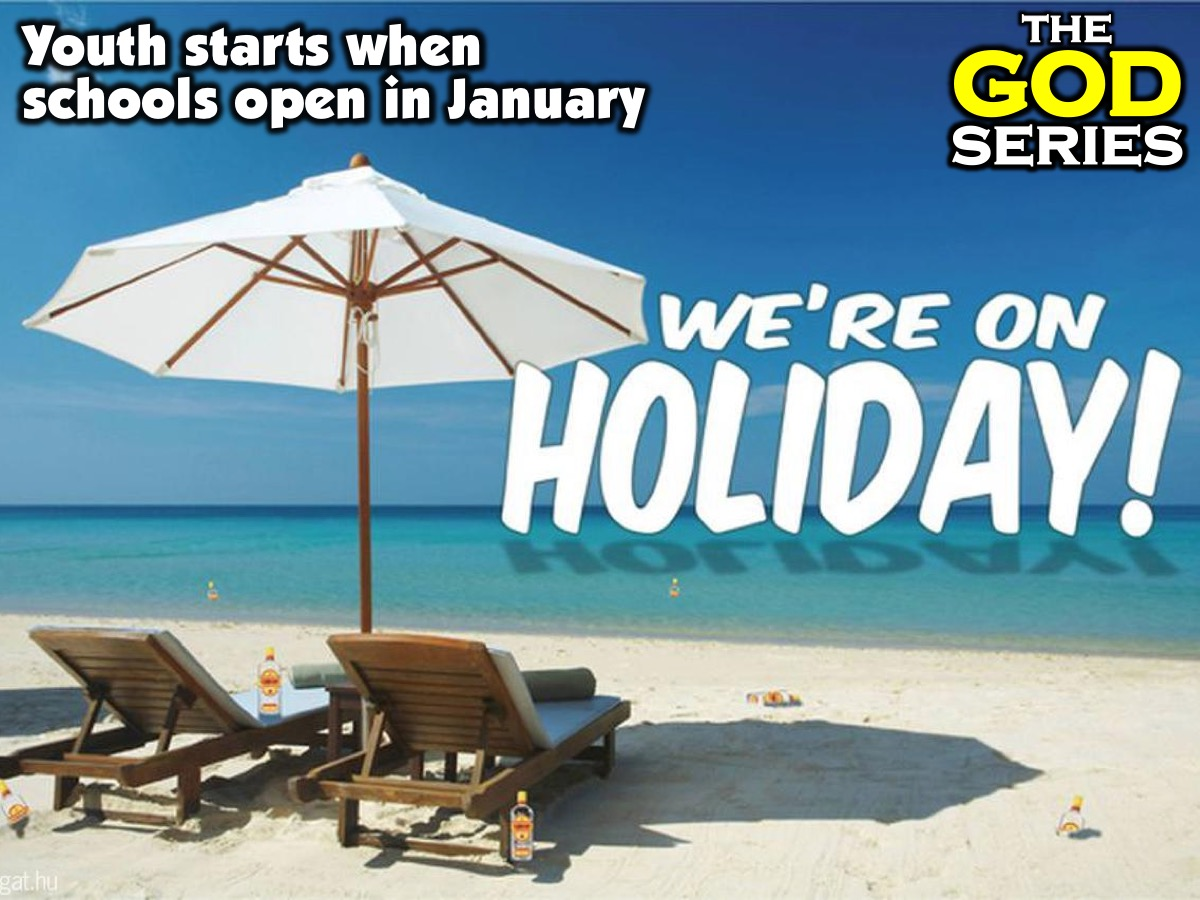 Youth starts when
schools open in January
THE
GOD
SERIES
WE'RE ON
HOLIDAY!
gat.hu